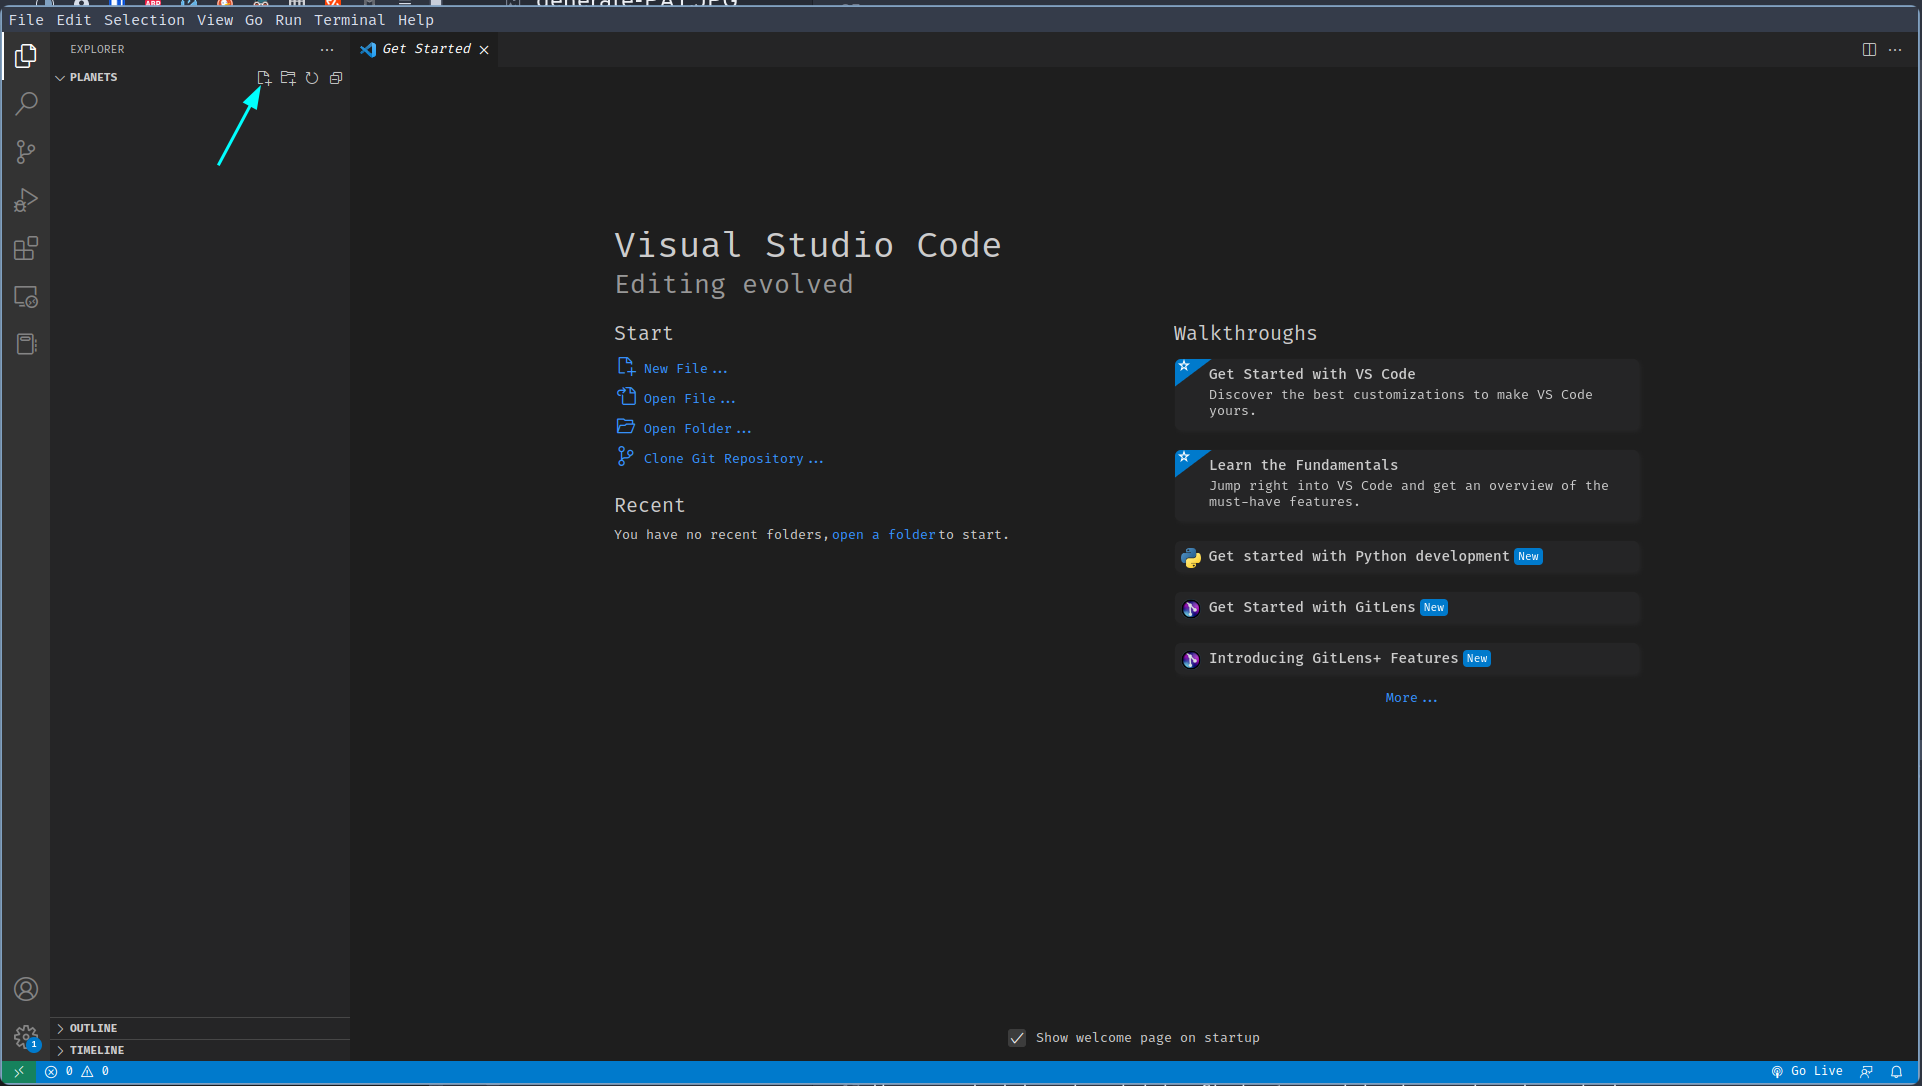 File Edit Selection View Go Run Terminal Help
EXPLORER
Get Started
PLANETS
Visual Studio Code
Editing evolved
Start
New File...
Open File...
Open Folder...
Clone Git Repository...
Recent
You have no recent folders, open a folder to start.
Walkthroughs
Get Started with VS Code
Discover the best customizations to make VS Code
yours.
Learn the Fundamentals
Jump right into VS Code and get an overview of the
must-have features.
Get started with Python development New
Get Started with GitLens New
Introducing GitLens+ Features New
More...
Show welcome page on startup
OUTLINE
1
TIMELINE
0 0
Go Live